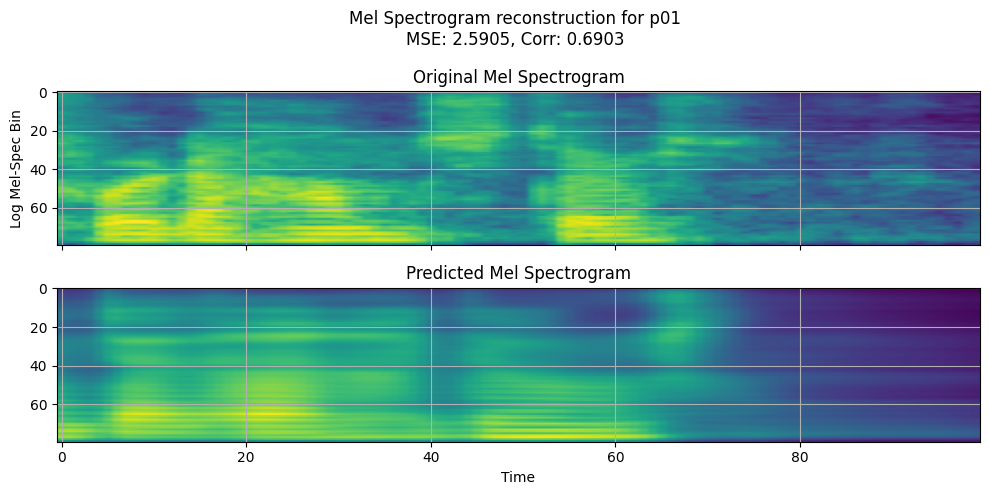 Mel Spectrogram reconstruction for p01
MSE: 2.5905, Corr: 0.6903
Original Mel Spectrogram
0
20
40
60
Log Mel-Spec Bin
Predicted Mel Spectrogram
0
20
40
60
0 20 40 60 80
Time